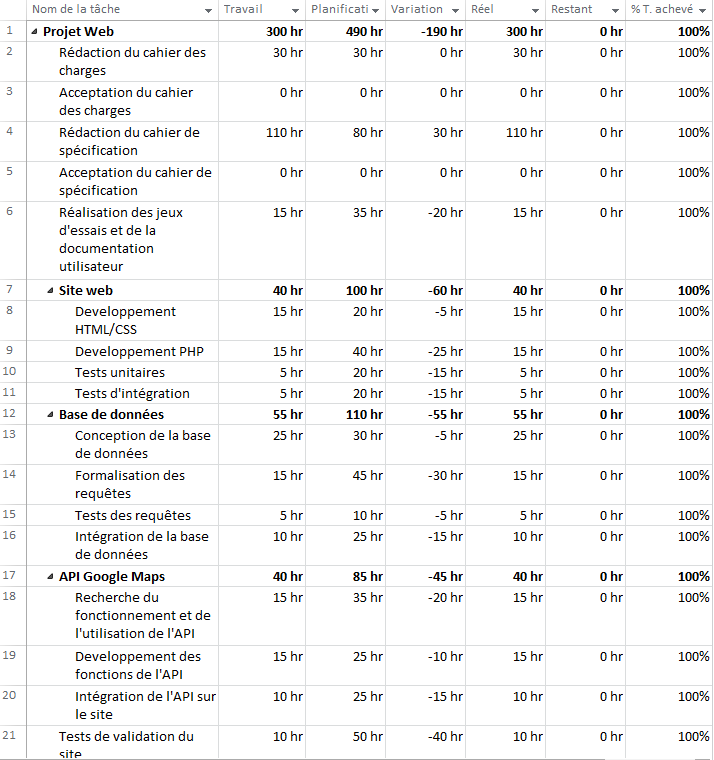 Nom de la tâche Travail Planificati Variation Réel Restant % T. achevé
1 Projet Web 300 hr 490 hr -190 hr 300 hr 0 hr 100%
2 Rédaction du cahier des 30 hr 30 hr 0 hr 30 hr 0 hr 100%
charges
3 Acceptation du cahier 0 hr 0 hr 0 hr 0 hr 0 hr 100%
des charges
4 Rédaction du cahier de 110 hr 80 hr 30 hr 110 hr 0 hr 100%
spécification
5 Acceptation du cahier de 0 hr 0 hr 0 hr 0 hr 0 hr 100%
spécification
6 Réalisation des jeux 15 hr 35 hr -20 hr 15 hr 0 hr 100%
d'essais et de la
documentation
utilisateur
7 Site web 40 hr 100 hr -60 hr 40 hr 0 hr 100%
8 Developpement 15 hr 20 hr -5 hr 15 hr 0 hr 100%
HTML/CSS
9 Developpement PHP 15 hr 40 hr -25 hr 15 hr 0 hr 100%
10 Tests unitaires 5 hr 20 hr -15 hr 5 hr 0 hr 100%
11 Tests d'intégration 5 hr 20 hr -15 hr 5 hr 0 hr 100%
12 Base de données 55 hr 110 hr -55 hr 55 hr 0 hr 100%
13 Conception de la base 25 hr 30 hr -5 hr 25 hr 0 hr 100%
de données
14 Formalisation des 15 hr 45 hr -30 hr 15 hr 0 hr 100%
requêtes
15 Tests des requêtes 5 hr 10 hr -5 hr 5 hr 0 hr 100%
16 Intégration de la base 10 hr 25 hr -15 hr 10 hr 0 hr 100%
de données
17 API Google Maps 40 hr 85 hr -45 hr 40 hr 0 hr 100%
18 Recherche du 15 hr 35 hr -20 hr 15 hr 0 hr 100%
fonctionnement et de
l'utilisation de l'API
19 Developpement des 15 hr 25 hr -10 hr 15 hr 0 hr 100%
fonctions de l'API
20 Intégration de l'API sur 10 hr 25 hr -15 hr 10 hr 0 hr 100%
le site
21 Tests de validation du 10 hr 50 hr -40 hr 10 hr 0 hr 100%
site